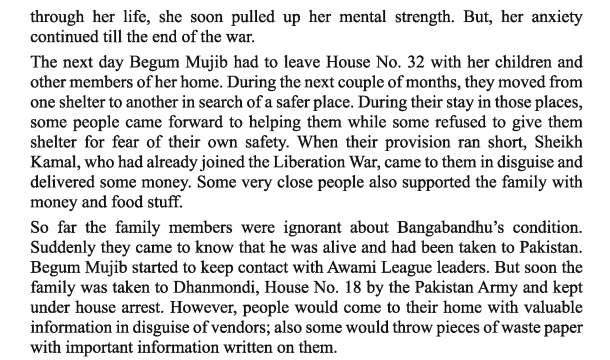 through her life, she soon pulled up her mental strength. But, her anxiety
continued till the end of the war.
The next day Begum Mujib had to leave House No. 32 with her children and
other members of her home. During the next couple of months, they moved from
one shelter to another in search of a safer place. During their stay in those places,
some people came forward to helping them while some refused to give them
shelter for fear of their own safety. When their provision ran short, Sheikh
Kamal, who had already joined the Liberation War, came to them in disguise and
delivered some money. Some very close people also supported the family with
money and food stuff.
So far the family members were ignorant about Bangabandhu's condition.
Suddenly they came to know that he was alive and had been taken to Pakistan.
Begum Mujib started to keep contact with Awami League leaders. But soon the
family was taken to Dhanmondi, House No. 18 by the Pakistan Army and kept
under house arrest. However, people would come to their home with valuable
information in disguise of vendors; also some would throw pieces of waste paper
with important information written on them.